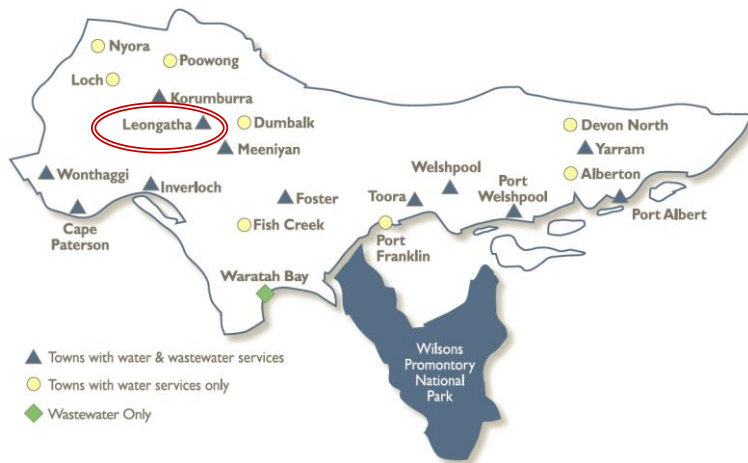 Nyora
Poowong
Loch
Korumburra
Leongatha
Dumbalk
Devon North
Meeniyan
Yarram
Wonthaggi
Welshpool
Alberton
Inverloch
Foster
Toora
Port
Welshpool
Port Albert
Cape
Paterson
Fish Creek
Port
Franklin
Waratah Bay
Wilsons
Promontory
National
Park
Towns with water & wastewater services
Towns with water services only
Wastewater Only